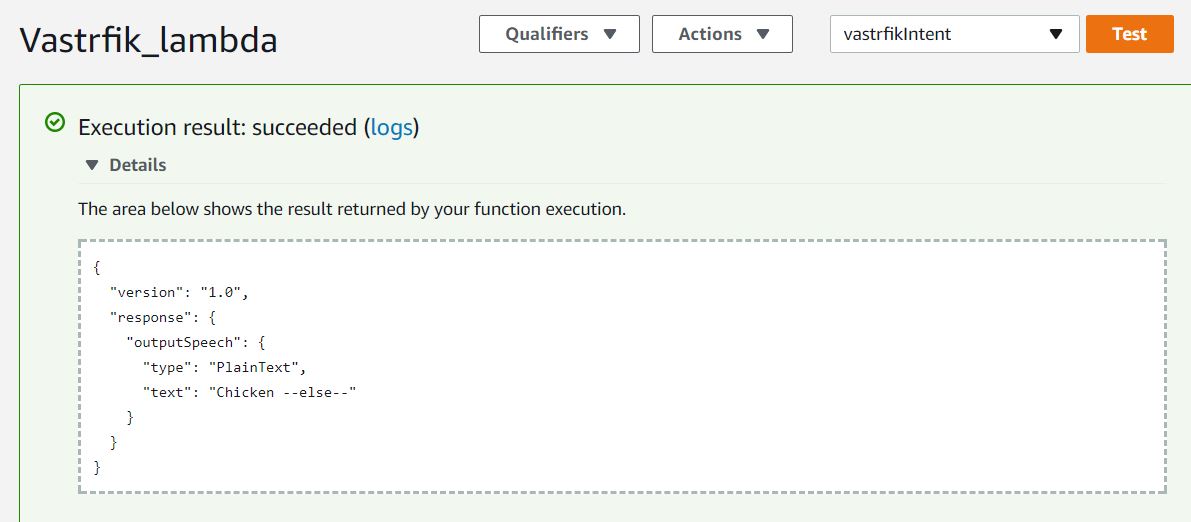 Vastrfik_lambda
Qualifiers
Actions
vastrfikIntent
Test
Execution result: succeeded (logs)
Details
The area below shows the result returned by your function execution.
{
  "version": "1.0",
  "response": {
    "outputSpeech": {
      "type": "PlainText",
      "text": "Chicken --else--"
    }
  }
}